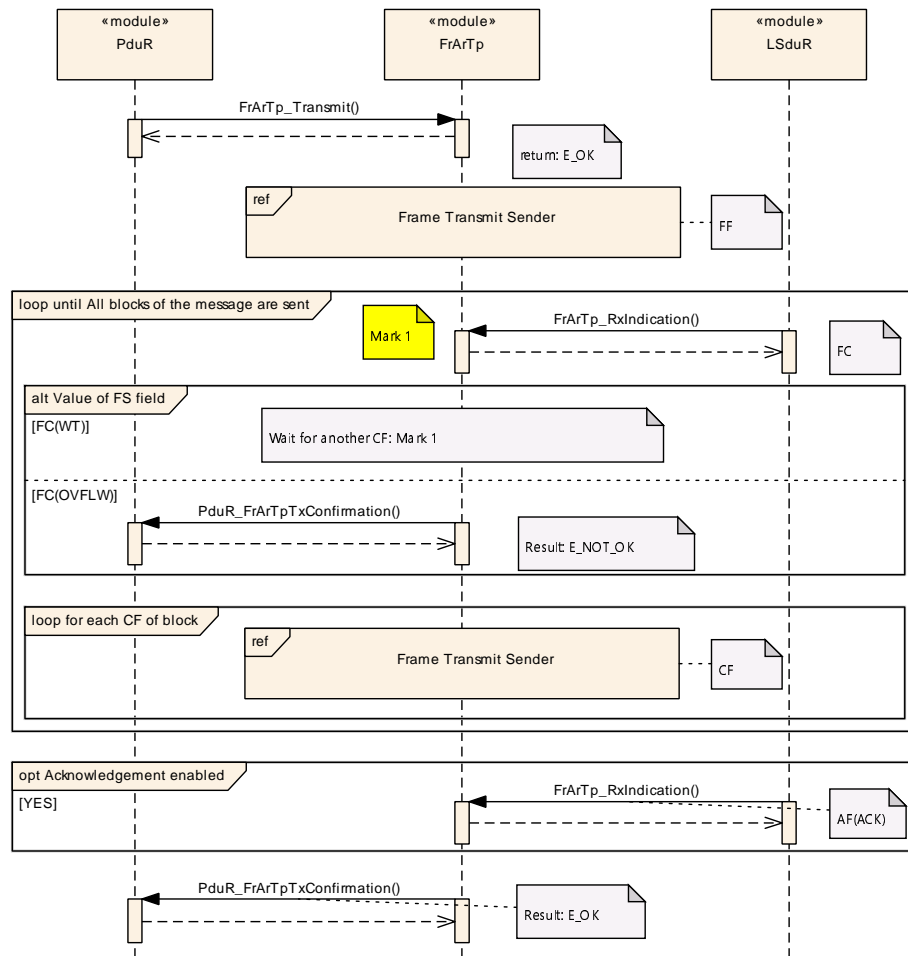 «module»
PduR
«module»
FrArTp
«module»
LSduR
FrArTp_Transmit()
return: E_OK
ref
Frame Transmit Sender
FF
loop until All blocks of the message are sent
Mark 1
FrArTp_RxIndication()
FC
alt Value of FS field
[FC(WT)]
Wait for another CF: Mark 1
[FC(OVFLW)]
PduR_FrArTpTxConfirmation()
Result: E_NOT_OK
loop for each CF of block
ref
Frame Transmit Sender
CF
opt Acknowledgement enabled
[YES]
FrArTp_RxIndication()
AF(ACK)
PduR_FrArTpTxConfirmation()
Result: E_OK